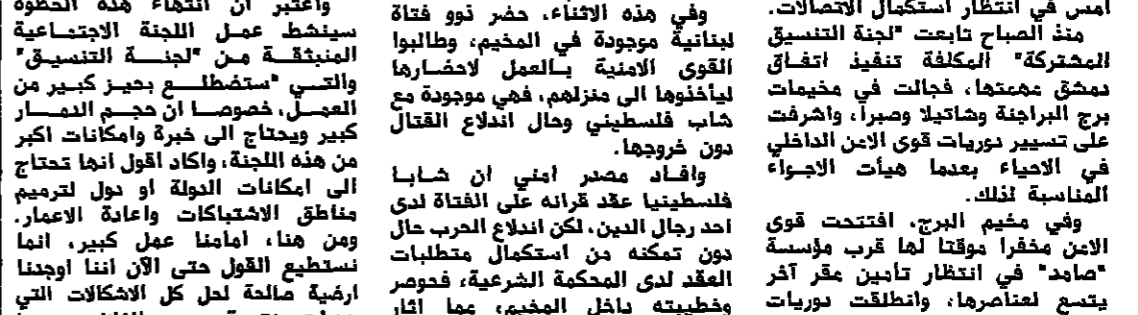 امس في انتظار استكمال الاتصالات.
منذ الصباح تابعت "لجنة التنسيق
المشتركة" المكلفة تنفيذ اتفاق
دمشق مهمتها، فجالت في مخيمات
برج البراجنة وشاتيلا وصبرا، واشرفت
على تسيير دوريات قوى الامن الداخلي
في الاحياء بعدما هيأت الاجواء
المناسبة لذلك.
وفي مخيم البرج، افتتحت قوى
الامن مخفرا موقتا لها قرب مؤسسة
"صامد" في انتظار تأمين مقر آخر
يتسع لعناصرها، وانطلقت دوريات
وفي هذه الاثناء، حضر ذوو فتاة
لبنانية موجودة في المخيم، وطالبوا
القوى الامنية بالعمل لاحضارها
ليأخذوها الى منزلهم، فهي موجودة مع
شاب فلسطيني وحال اندلاع القتال
دون خروجها.
وافاد مصدر امني ان شابا
فلسطينيا عقد قرانه على الفتاة لدى
احد رجال الدين، لكن اندلاع الحرب حال
دون تمكنه من استكمال متطلبات
العقد لدى المحكمة الشرعية، فحوصر
وخطيبته داخل المخيم، مما اثار
واعتبر ان انتهاء هذه الخطوة
سينشط عمل اللجنة الاجتماعية
المنبثقة من "لجنة التنسيق"
والتي "ستضطلع بحيز كبير من
العمل، خصوصا ان حجم الدمار
كبير ويحتاج الى خبرة وامكانات اكبر
من هذه اللجنة، واكاد اقول انها تحتاج
الى امكانات الدولة او دول لترميم
مناطق الاشتباكات واعادة الاعمار.
ومن هنا، امامنا عمل كبير، انما
نستطيع القول حتى الآن اننا اوجدنا
ارضية صالحة لحل كل الاشكالات التي